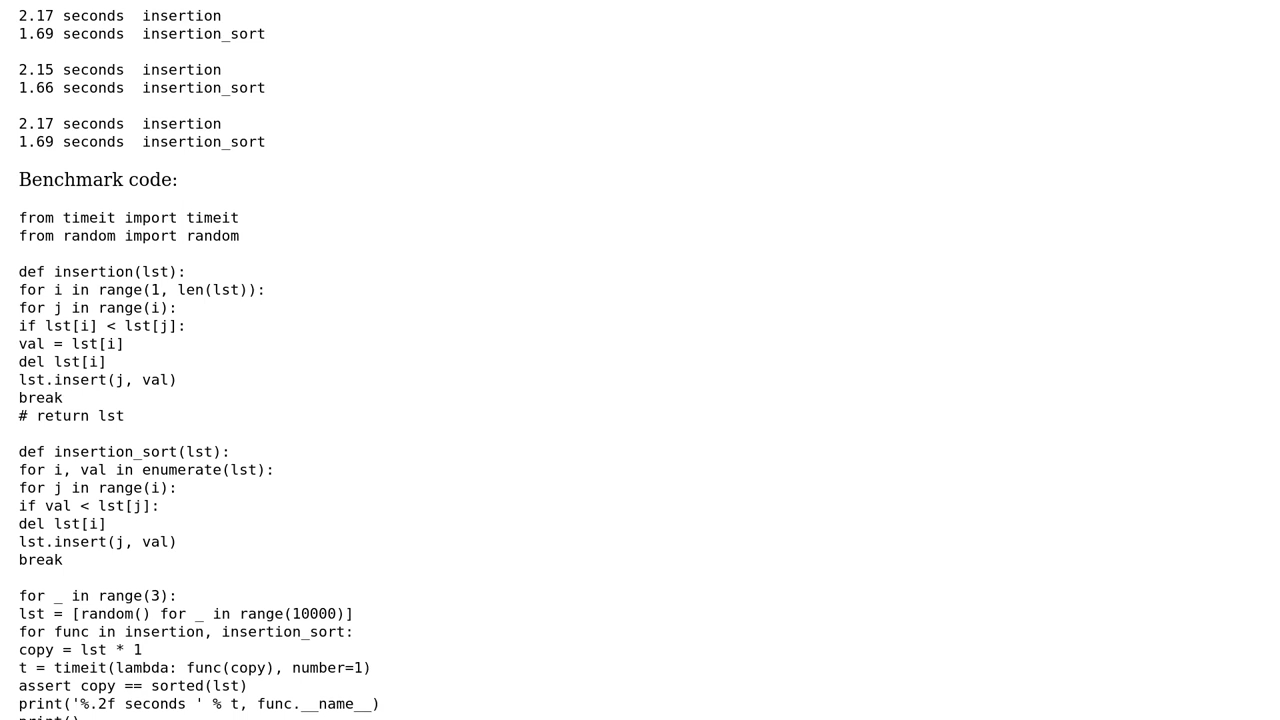 2.17 seconds  insertion
1.69 seconds  insertion_sort

2.15 seconds  insertion
1.66 seconds  insertion_sort

2.17 seconds  insertion
1.69 seconds  insertion_sort

Benchmark code:

from timeit import timeit
from random import random

def insertion(lst):
for i in range(1, len(lst)):
for j in range(i):
if lst[i] < lst[j]:
val = lst[i]
del lst[i]
lst.insert(j, val)
break
# return lst

def insertion_sort(lst):
for i, val in enumerate(lst):
for j in range(i):
if val < lst[j]:
del lst[i]
lst.insert(j, val)
break

for _ in range(3):
lst = [random() for _ in range(10000)]
for func in insertion, insertion_sort:
copy = lst * 1
t = timeit(lambda: func(copy), number=1)
assert copy == sorted(lst)
print('%.2f seconds ' % t, func.__name__)
print()